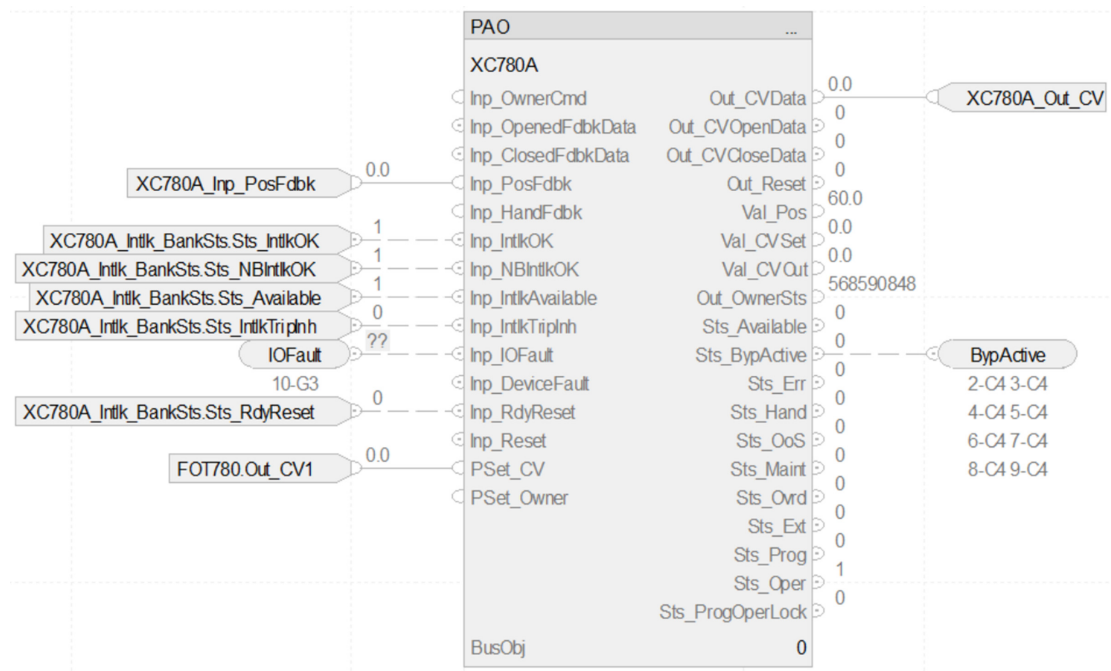 PAO ...
XC780A
Inp_OwnerCmd Out_CVData 0.0 XC780A_Out_CV
Inp_OpenedFdbkData Out_CVOpenData 0
Inp_ClosedFdbkData Out_CVCloseData 0
XC780A_Inp_PosFdbk 0.0 Inp_PosFdbk Out_Reset 0
Inp_HandFdbk Val_Pos 60.0
XC780A_Intlk_BankSts.Sts_IntlkOK 1 Inp_IntlkOK Val_CVSet 0.0
XC780A_Intlk_BankSts.Sts_NBIntlkOK 1 Inp_NBIntlkOK Val_CVOut 0.0
XC780A_Intlk_BankSts.Sts_Available 1 Inp_IntlkAvailable Out_OwnerSts 568590848
XC780A_Intlk_BankSts.Sts_IntlkTripInh 0 Inp_IntlkTripInh Sts_Available 0
IOFault ?? Inp_IOFault Sts_BypActive 0 BypActive
10-G3 Inp_DeviceFault Sts_Err 0 2-C4 3-C4
XC780A_Intlk_BankSts.Sts_RdyReset 0 Inp_RdyReset Sts_Hand 0 4-C4 5-C4
Inp_Reset Sts_OoS 0 6-C4 7-C4
FOT780.Out_CV1 0.0 PSet_CV Sts_Maint 0 8-C4 9-C4
PSet_Owner Sts_Ovrd 0
Sts_Ext 0
Sts_Prog 0
Sts_Oper 1
Sts_ProgOperLock 0
BusObj 0